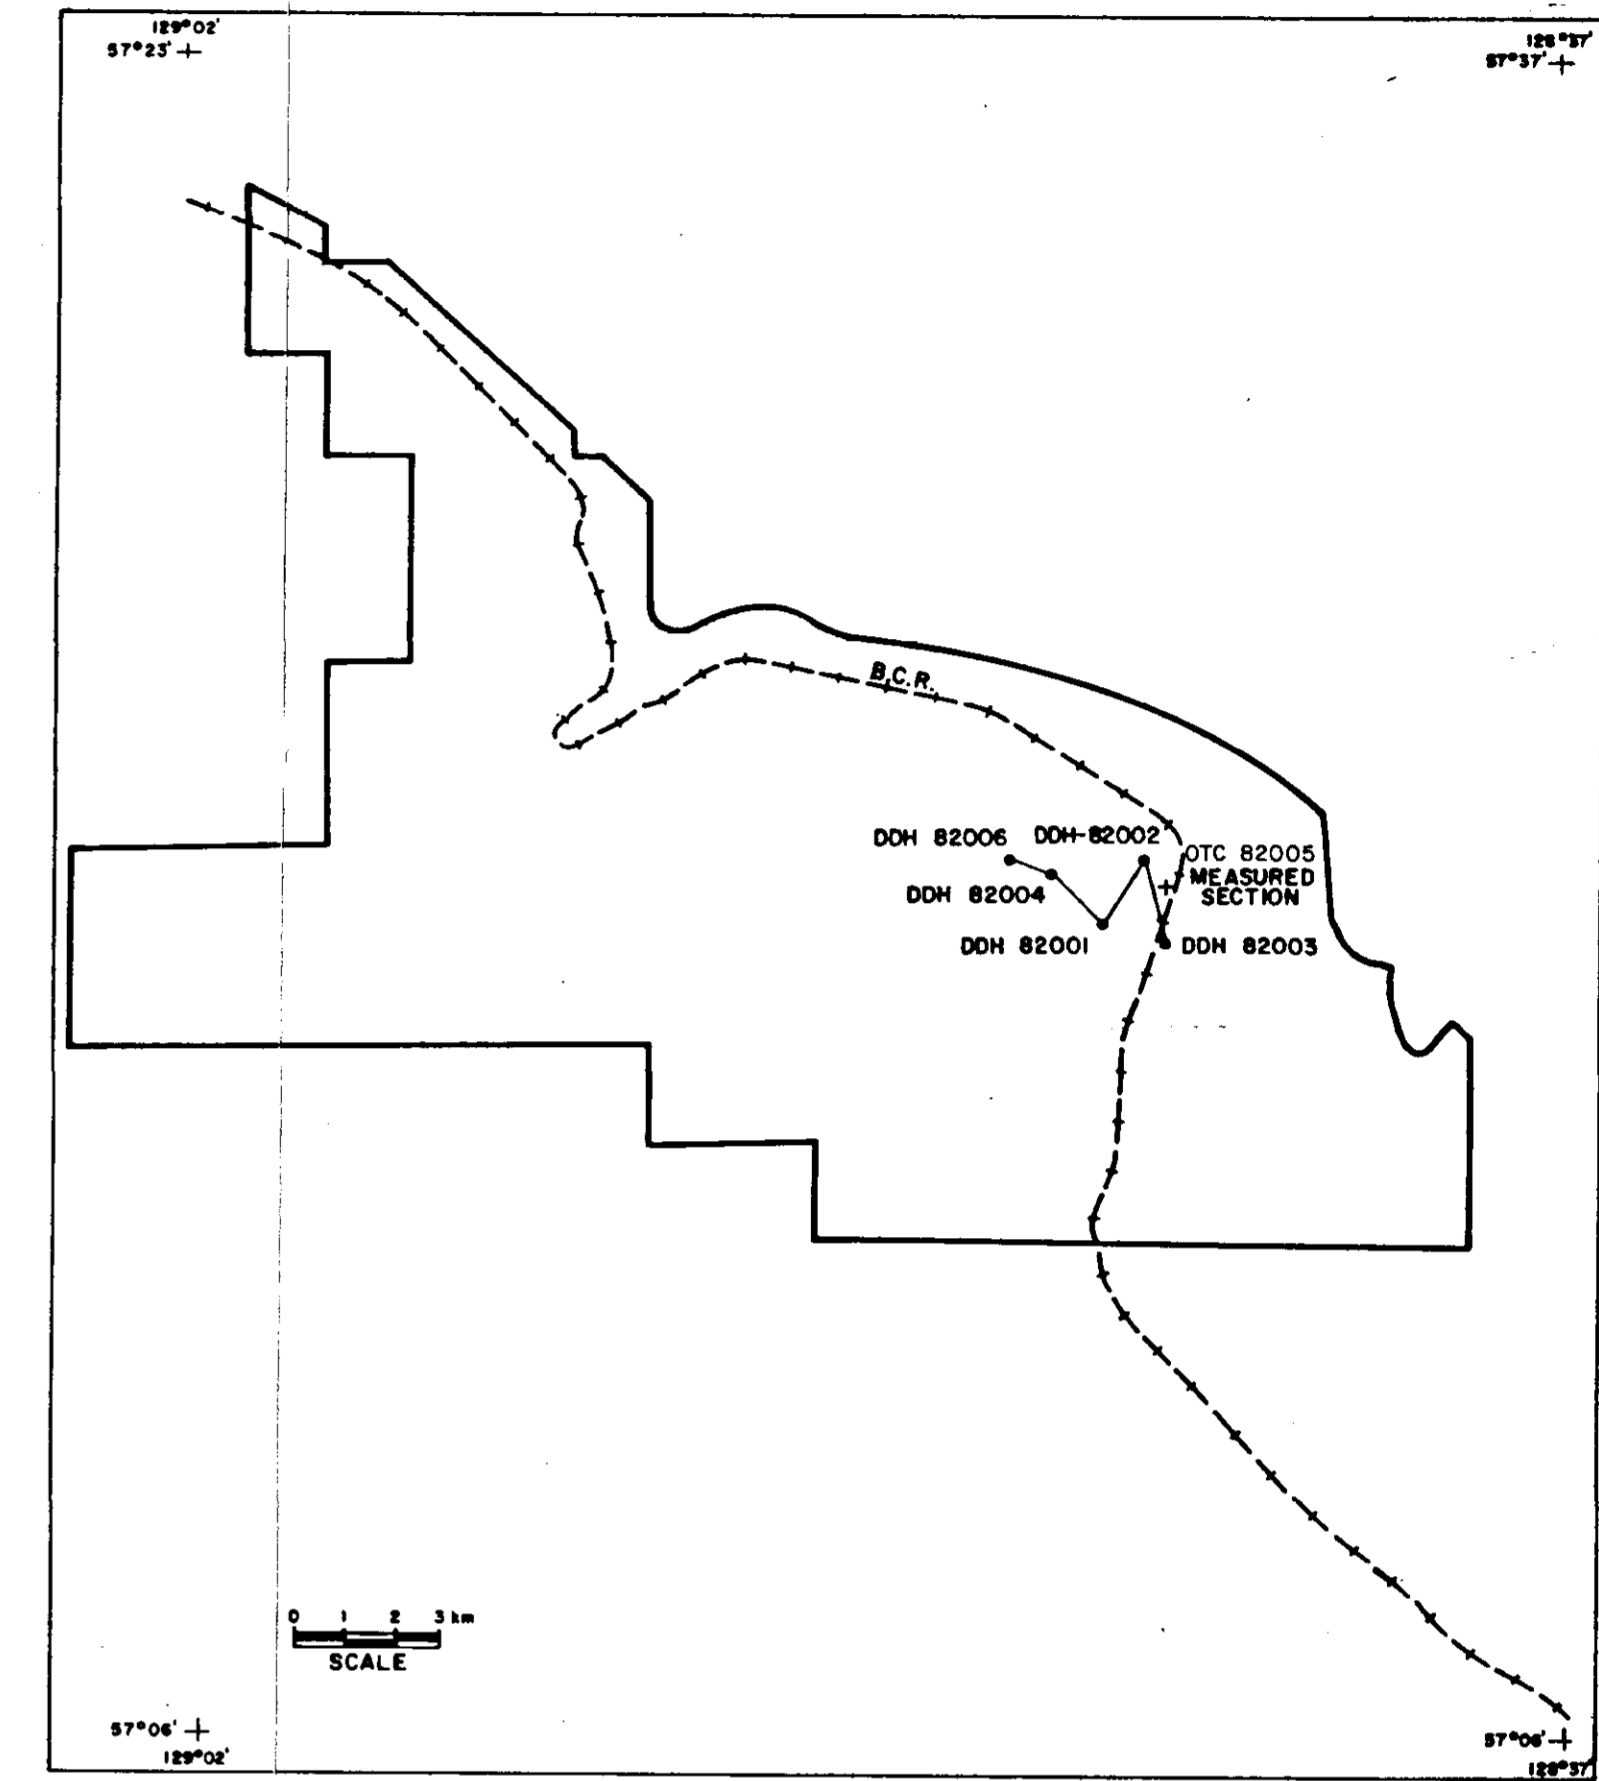 129°02'
57°23'
128°37'
57°37'
B.C.R.
DDH 82006
DDH-82002
OTC 82005
MEASURED
SECTION
DDH 82004
DDH 82001
DDH 82003
0 1 2 3 km
SCALE
57°06'
129°02'
57°06'
128°37'